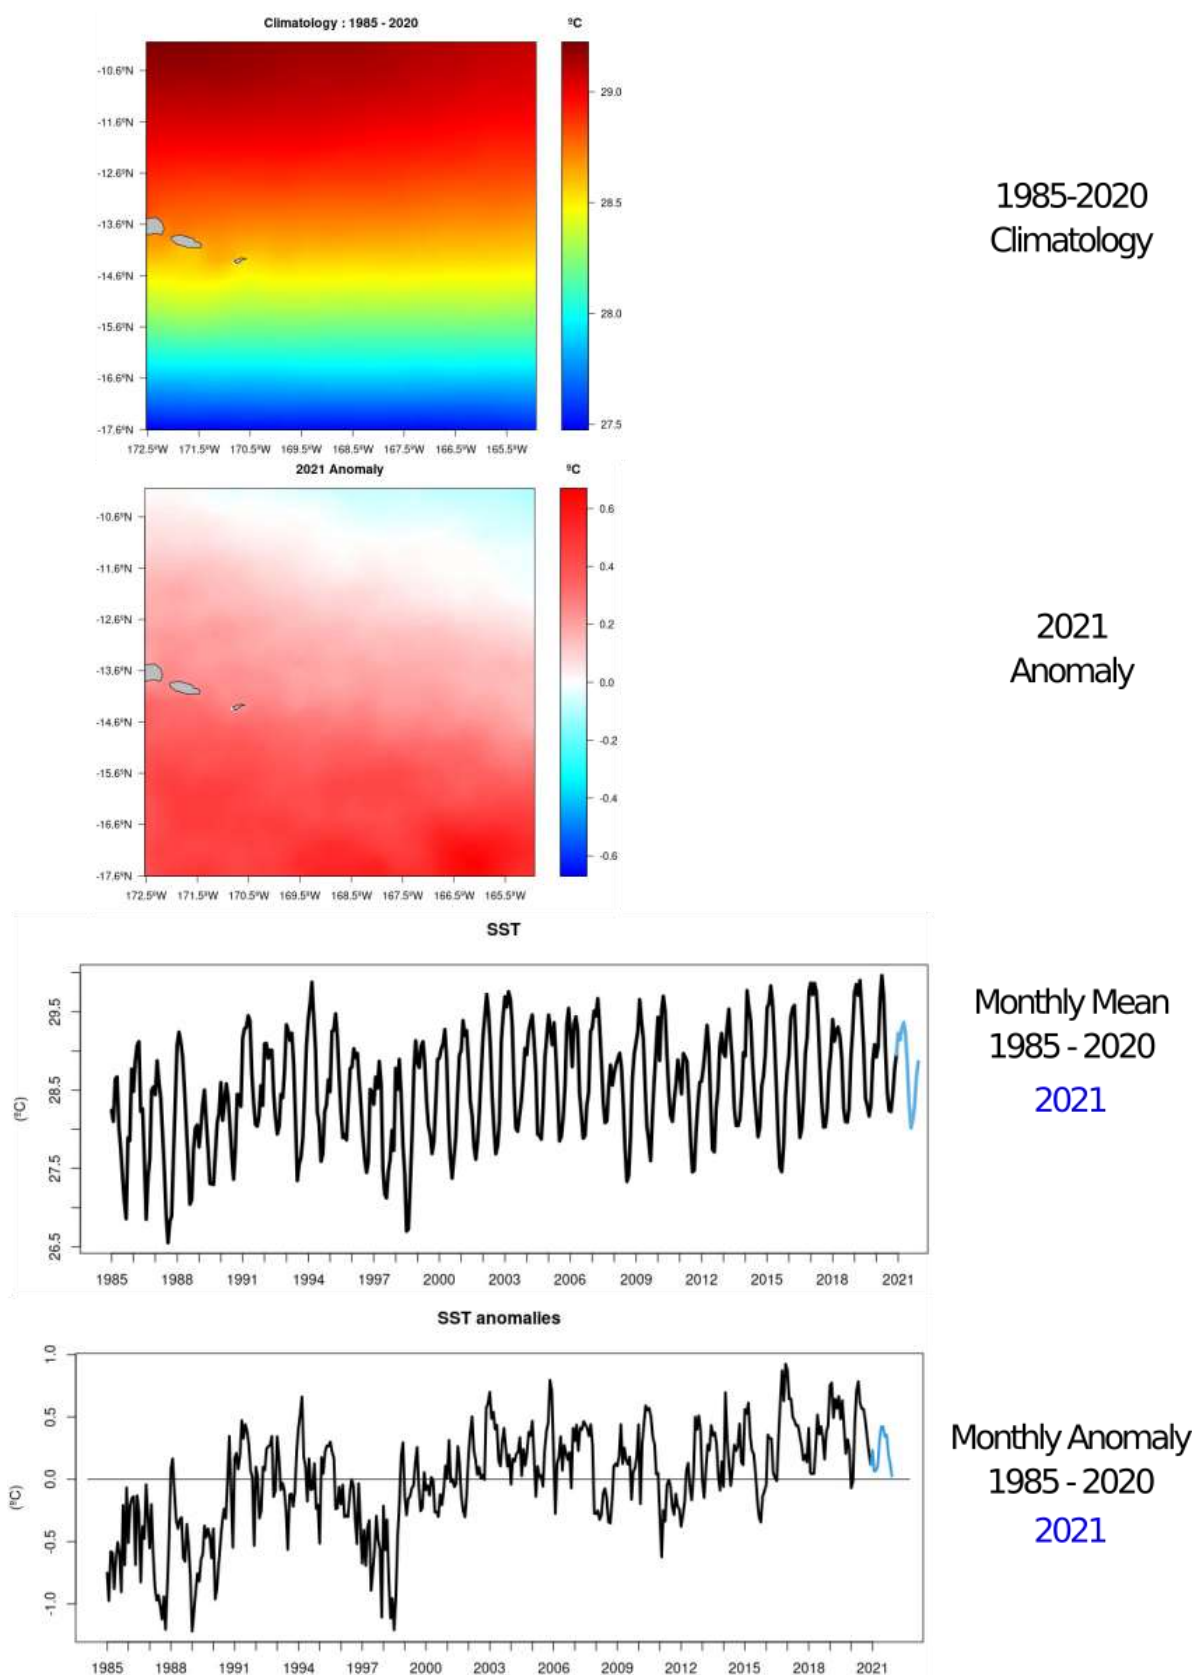 Climatology : 1985 - 2020
ºC
-10.6ºN
-11.6ºN
-12.6ºN
-13.6ºN
-14.6ºN
-15.6ºN
-16.6ºN
-17.6ºN
29.0
28.5
28.0
27.5
172.5ºW 171.5ºW 170.5ºW 169.5ºW 168.5ºW 167.5ºW 166.5ºW 165.5ºW
1985-2020
Climatology
2021 Anomaly
ºC
-10.6ºN
-11.6ºN
-12.6ºN
-13.6ºN
-14.6ºN
-15.6ºN
-16.6ºN
-17.6ºN
0.6
0.4
0.2
0.0
-0.2
-0.4
-0.6
172.5ºW 171.5ºW 170.5ºW 169.5ºW 168.5ºW 167.5ºW 166.5ºW 165.5ºW
2021
Anomaly
SST
(ºC)
29.5
28.5
27.5
26.5
1985 1988 1991 1994 1997 2000 2003 2006 2009 2012 2015 2018 2021
Monthly Mean
1985 - 2020
2021
SST anomalies
(ºC)
1.0
0.5
0.0
-0.5
-1.0
1985 1988 1991 1994 1997 2000 2003 2006 2009 2012 2015 2018 2021
Monthly Anomaly
1985 - 2020
2021